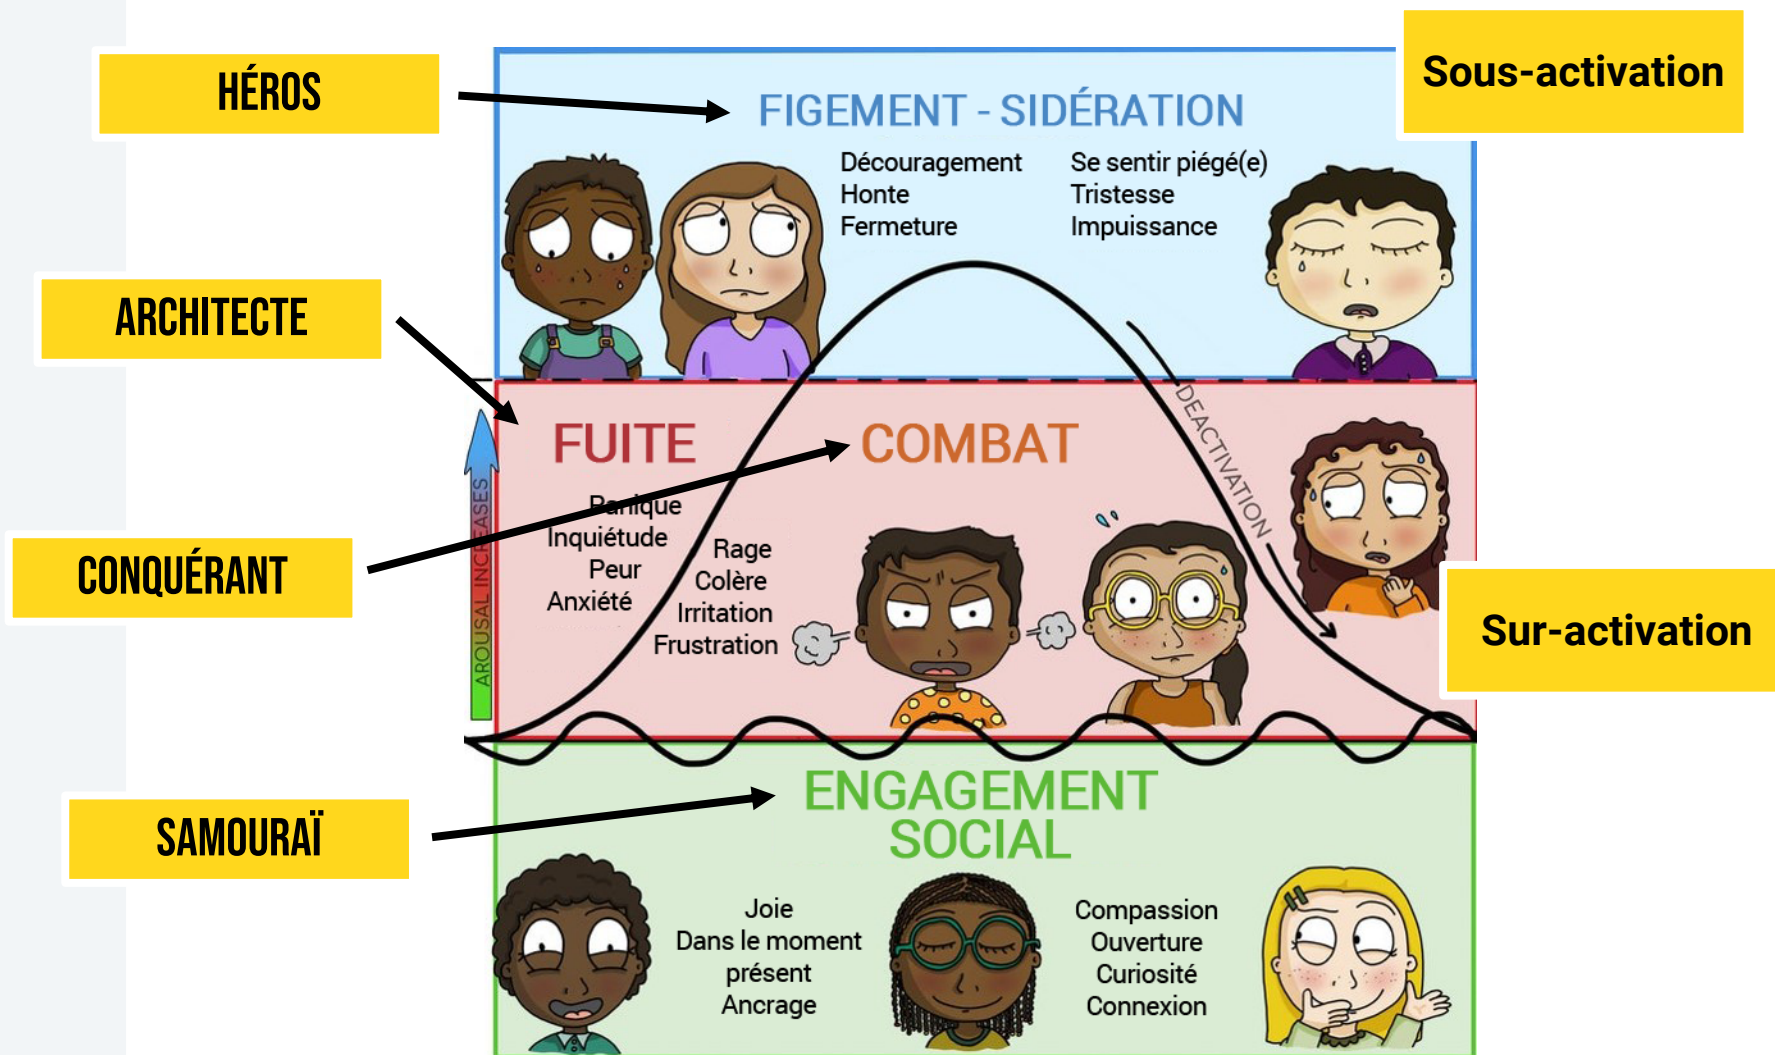 HÉROS
Sous-activation
FIGEMENT - SIDÉRATION
Découragement
Honte
Fermeture
Se sentir piégé(e)
Tristesse
Impuissance
ARCHITECTE
FUITE
COMBAT
DEACTIVATION
AROUSAL INCREASES
Panique
Inquiétude
Peur
Anxiété
Rage
Colère
Irritation
Frustration
CONQUÉRANT
Sur-activation
SAMOURAÏ
ENGAGEMENT
SOCIAL
Joie
Dans le moment
présent
Ancrage
Compassion
Ouverture
Curiosité
Connexion